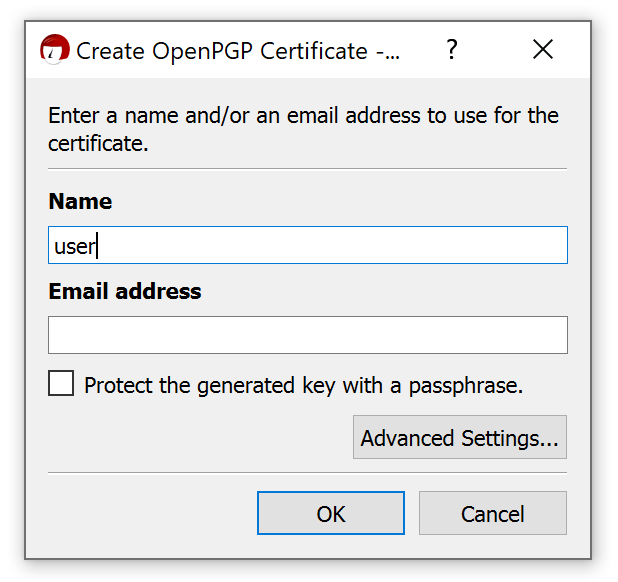 Create OpenPGP Certificate -...
?
Enter a name and/or an email address to use for the
certificate.
Name
user
Email address
Protect the generated key with a passphrase.
Advanced Settings...
OK
Cancel